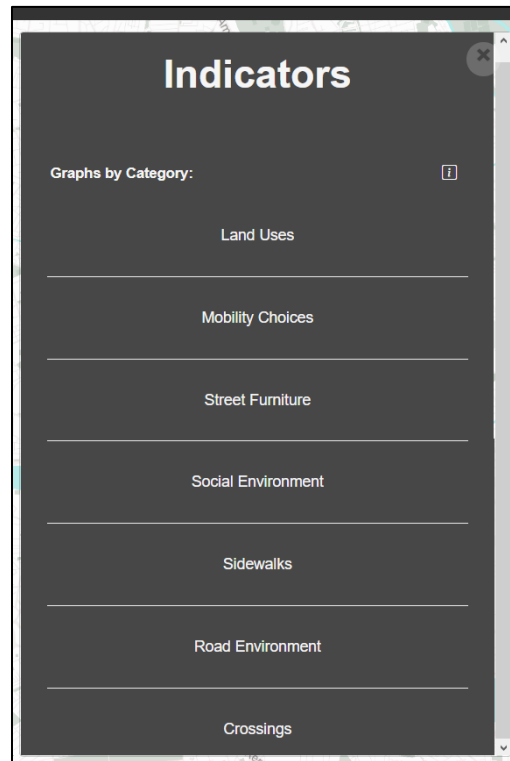 Indicators
Graphs by Category:
Land Uses
Mobility Choices
Street Furniture
Social Environment
Sidewalks
Road Environment
Crossings